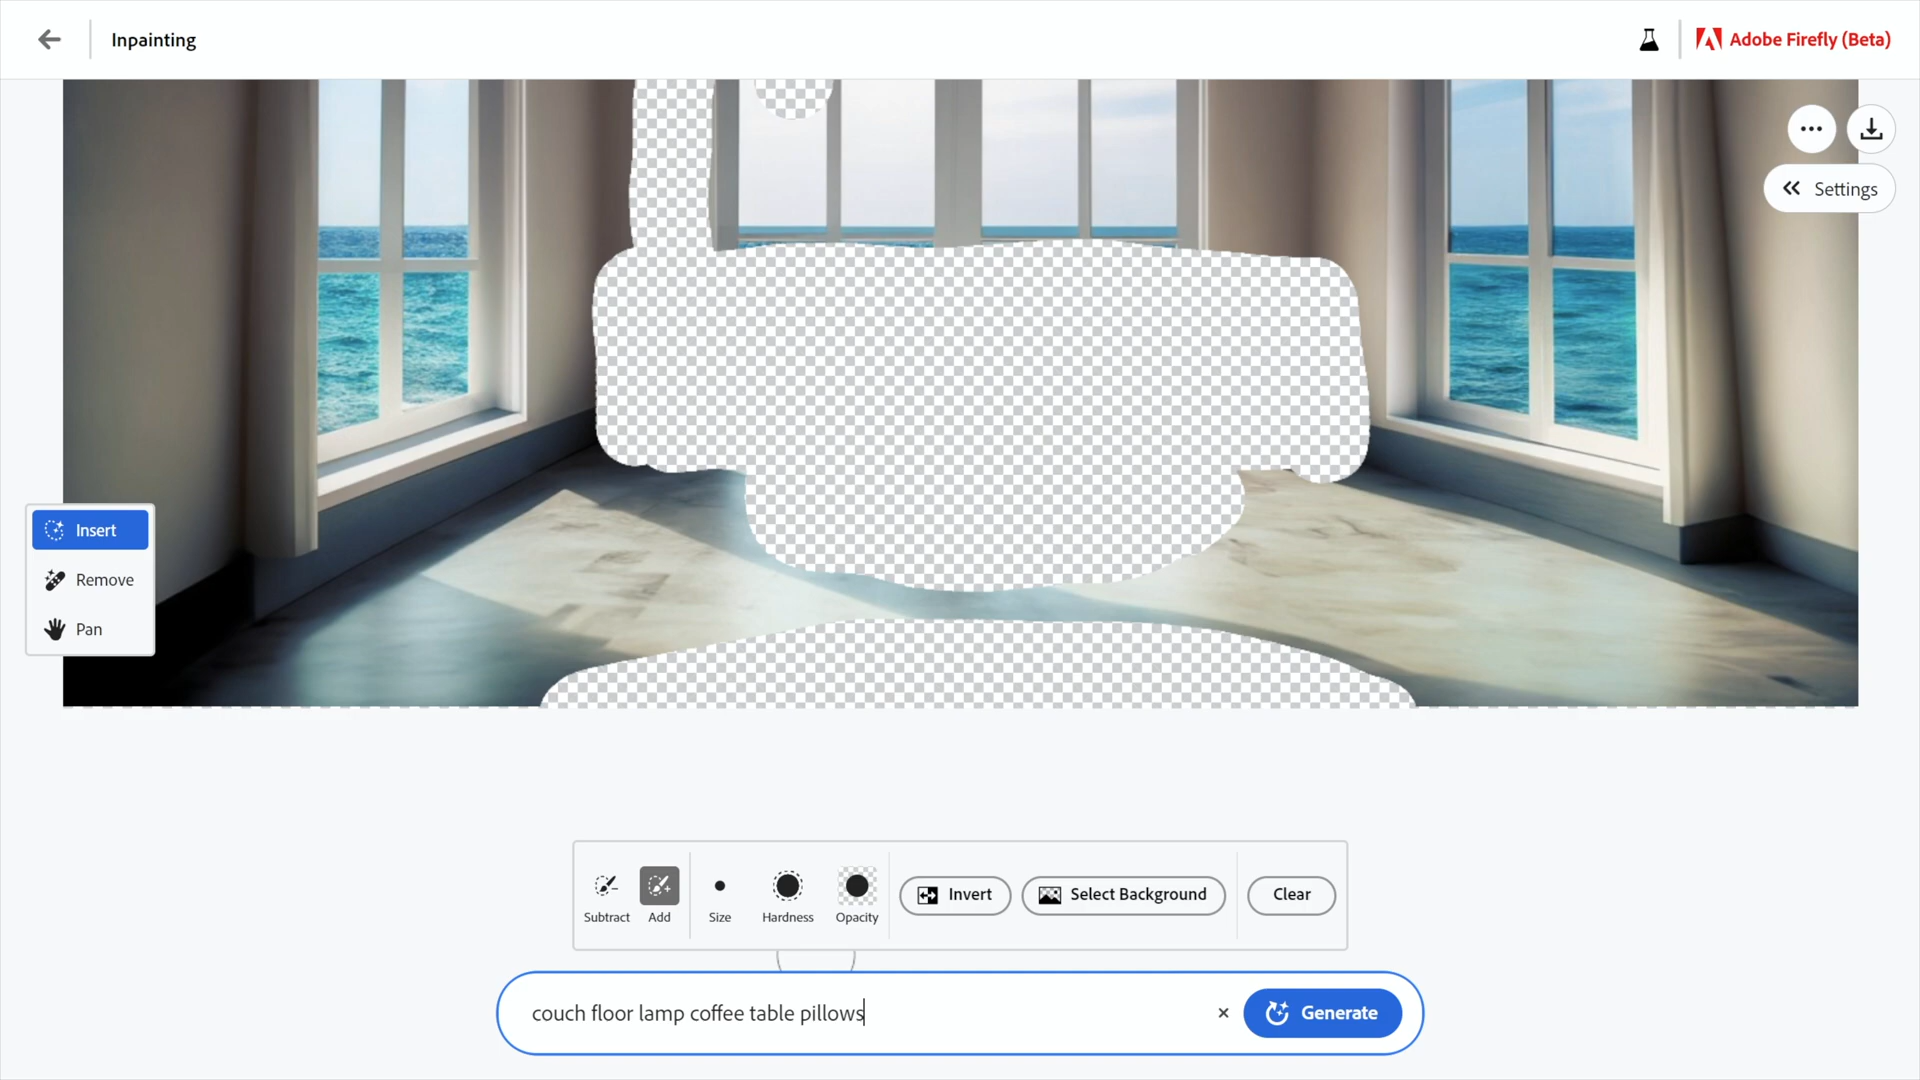 Inpainting
Adobe Firefly (Beta)
Settings
Insert
Remove
Pan
Subtract
Add
Size
Hardness
Opacity
Invert
Select Background
Clear
couch floor lamp coffee table pillows
Generate